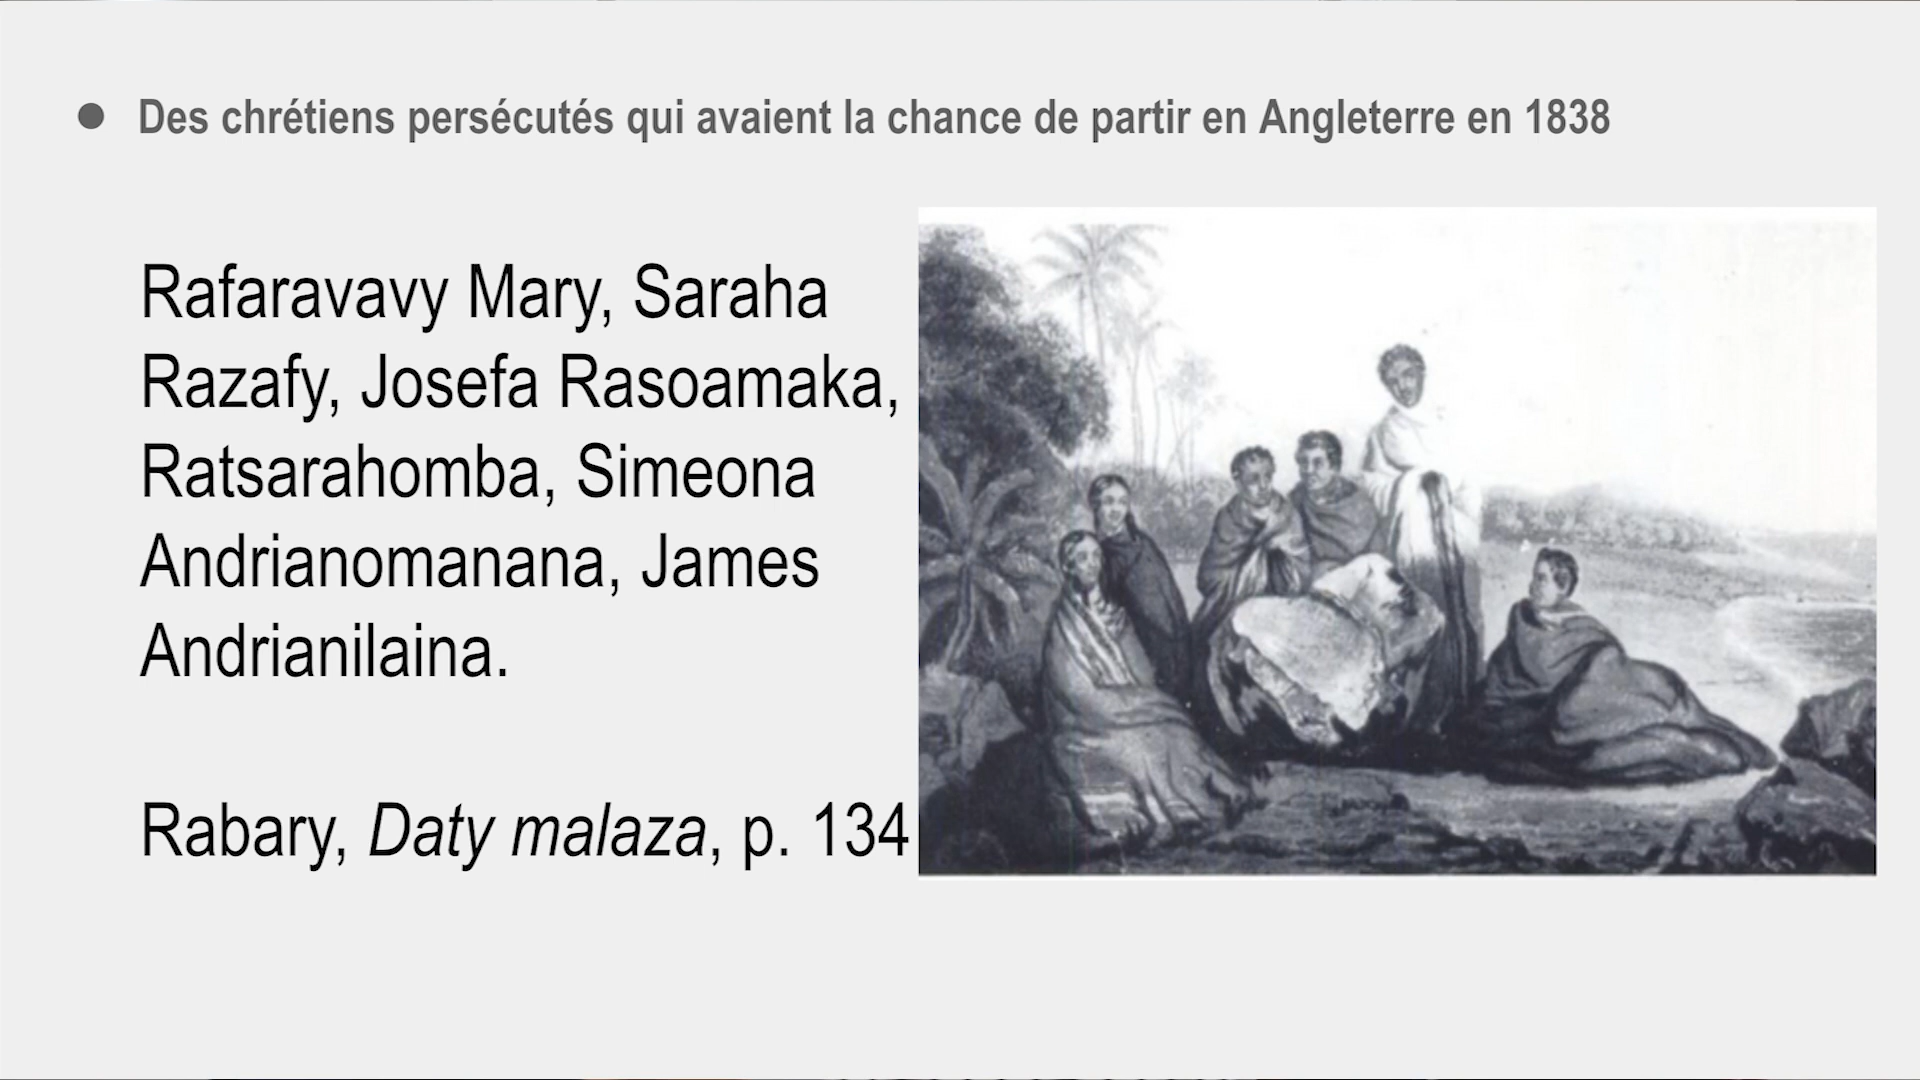 ● Des chrétiens persécutés qui avaient la chance de partir en Angleterre en 1838
Rafaravavy Mary, Saraha
Razafy, Josefa Rasoamaka,
Ratsarahomba, Simeona
Andrianomanana, James
Andrianilaina.
Rabary, Daty malaza, p. 134